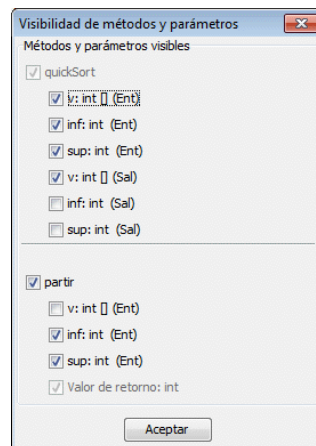 Visibilidad de métodos y parámetros
Métodos y parámetros visibles
quickSort
v: int [] (Ent)
inf: int (Ent)
sup: int (Ent)
v: int [] (Sal)
inf: int (Sal)
sup: int (Sal)
partir
v: int [] (Ent)
inf: int (Ent)
sup: int (Ent)
Valor de retorno: int
Aceptar